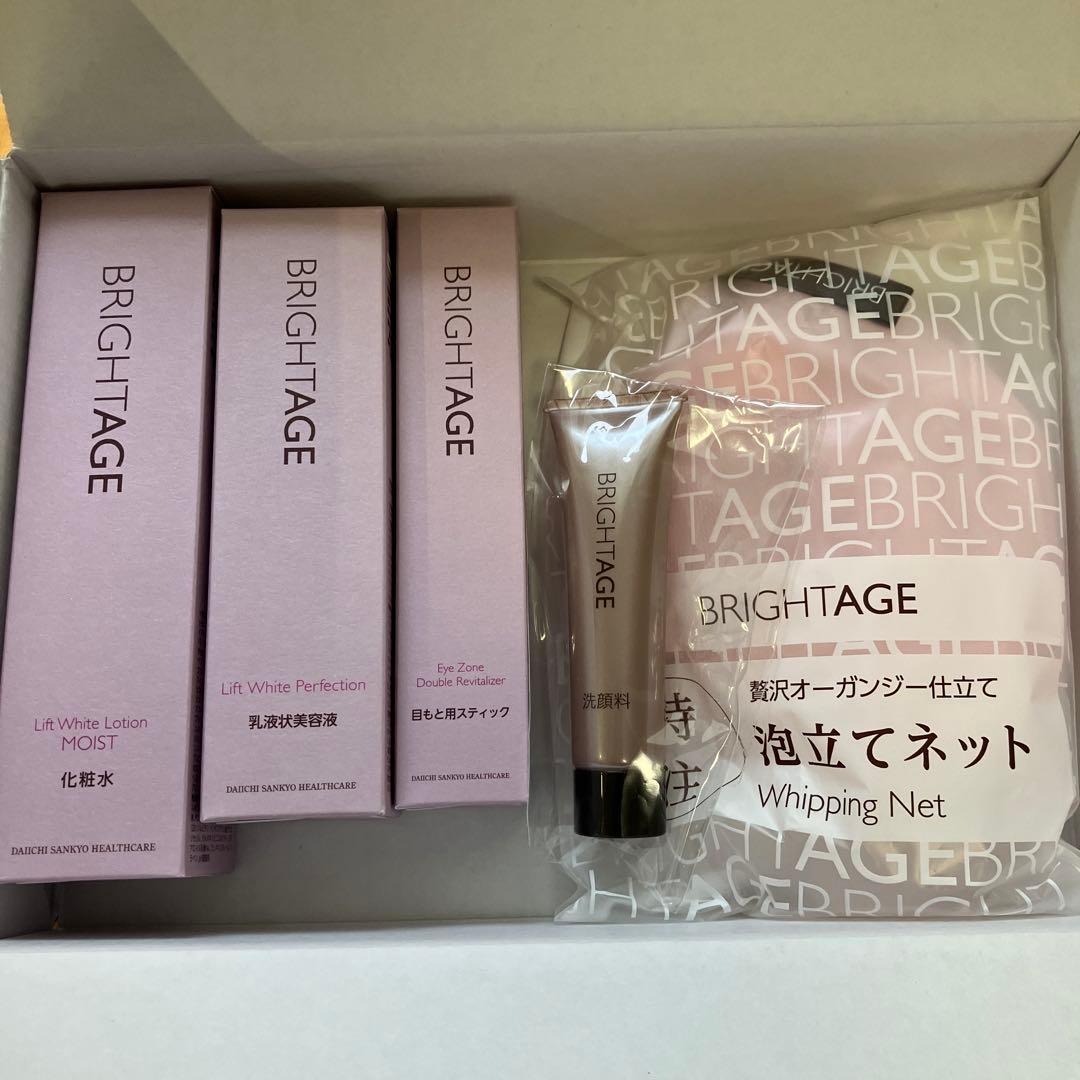 BRIGHTAGE
Lift White Lotion
MOIST
化粧水
DAIICHI SANKYO HEALTHCARE
BRIGHTAGE
Lift White Perfection
乳液状美容液
DAIICHI SANKYO HEALTHCARE
BRIGHTAGE
Eye Zone
Double Revitalizer
目もと用スティック
DAIICHI SANKYO HEALTHCARE
BRIGHTAGE
洗顔料
BRIGHTAGE
贅沢オーガンジー仕立て
泡立てネット
Whipping Net
特注